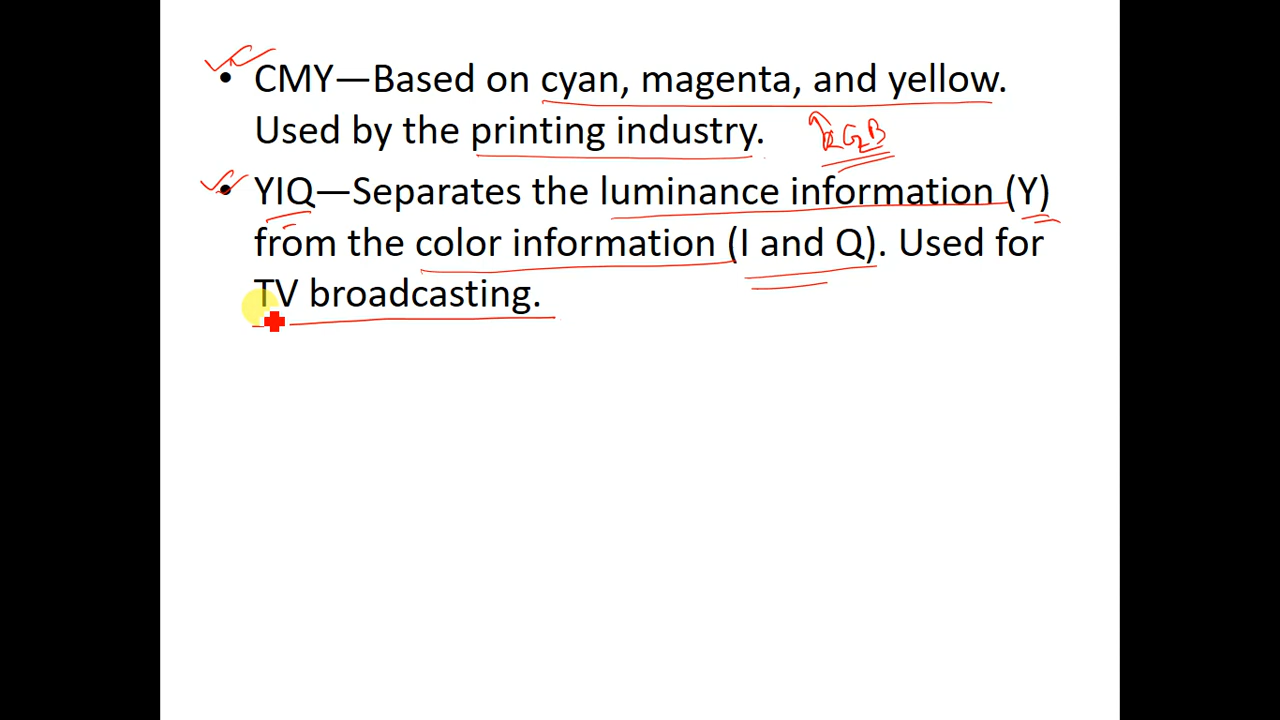 • CMY—Based on cyan, magenta, and yellow.
Used by the printing industry.
RGB
• YIQ—Separates the luminance information (Y)
from the color information (I and Q). Used for
TV broadcasting.